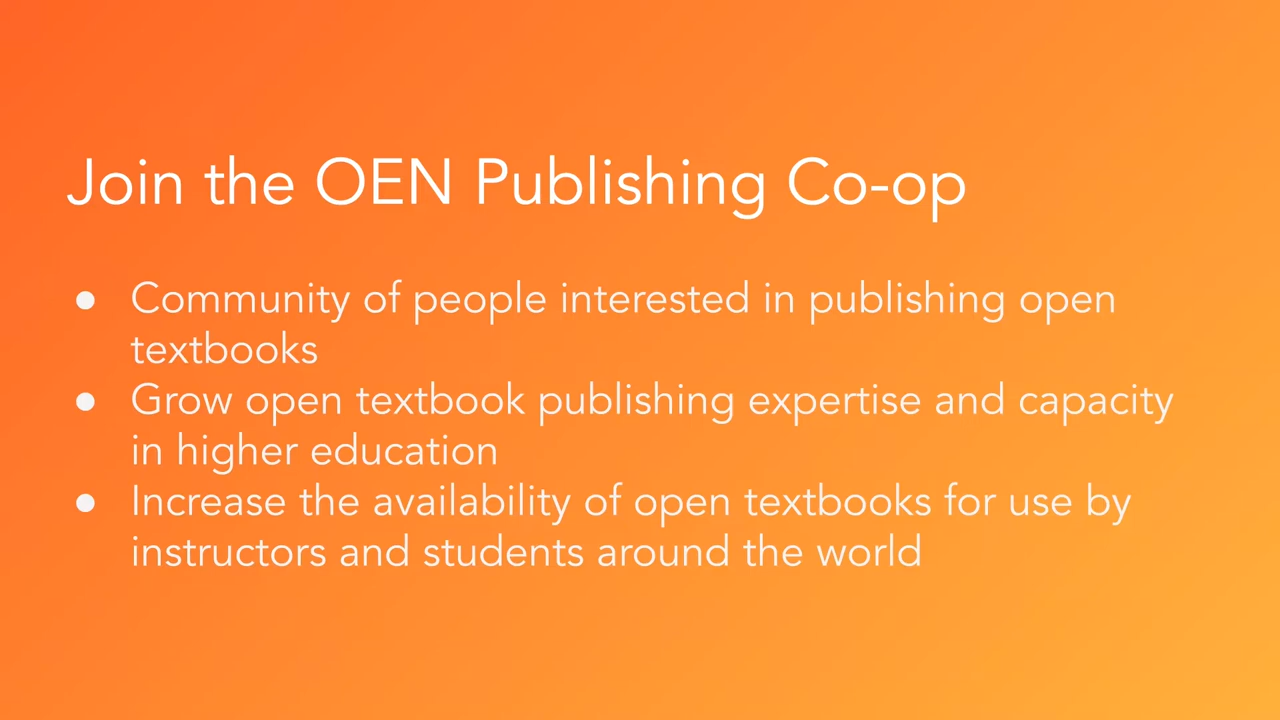 Join the OEN Publishing Co-op
● Community of people interested in publishing open
textbooks
● Grow open textbook publishing expertise and capacity
in higher education
● Increase the availability of open textbooks for use by
instructors and students around the world